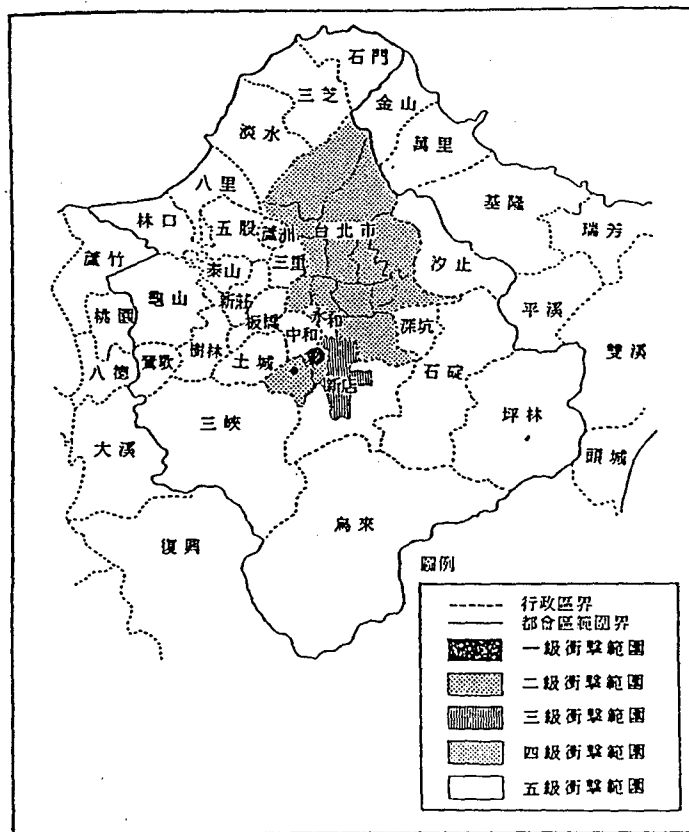 石門
三芝
金山
淡水
萬里
八里
基隆
林口
五股
蘆洲
台北市
瑞芳
蘆竹
三重
汐止
泰山
龜山
平溪
新莊
桃園
板橋
永和
深坑
中和
雙溪
樹林
八德
鶯歌
土城
新店
石碇
三峽
坪林
大溪
頭城
烏來
復興
圖例
行政區界
都會區範圍界
一級衝擊範圍
二級衝擊範圍
三級衝擊範圍
四級衝擊範圍
五級衝擊範圍